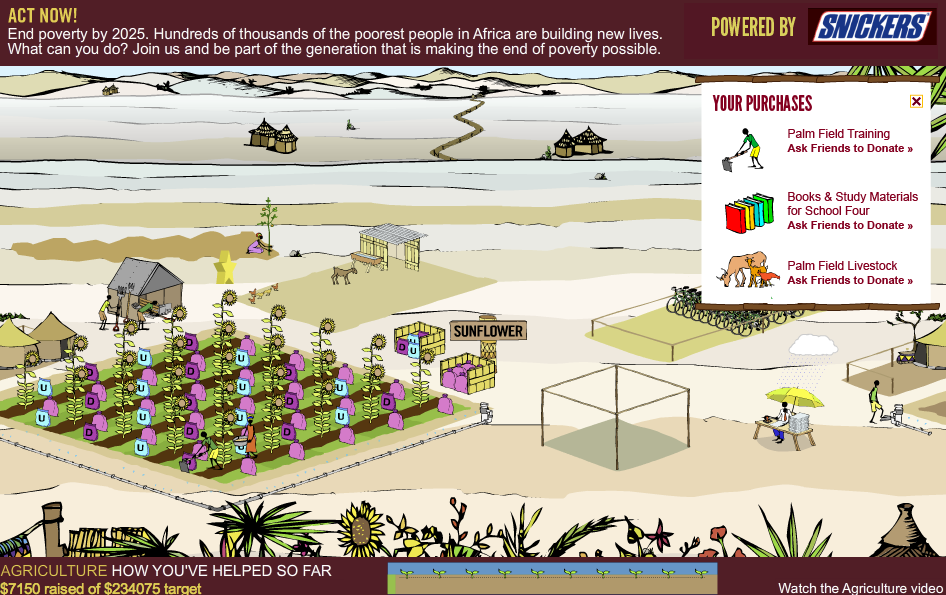 ACT NOW!
End poverty by 2025. Hundreds of thousands of the poorest people in Africa are building new lives.
What can you do? Join us and be part of the generation that is making the end of poverty possible.
POWERED BY
SNICKERS
YOUR PURCHASES
Palm Field Training
Ask Friends to Donate »
Books & Study Materials
for School Four
Ask Friends to Donate »
Palm Field Livestock
Ask Friends to Donate »
SUNFLOWER
D
D
U
U
U
D
U
D
U
D
D
U
D
U
D
U
D
U
D
D
U
U
D
AGRICULTURE HOW YOU'VE HELPED SO FAR
$7150 raised of $234075 target
Watch the Agriculture video